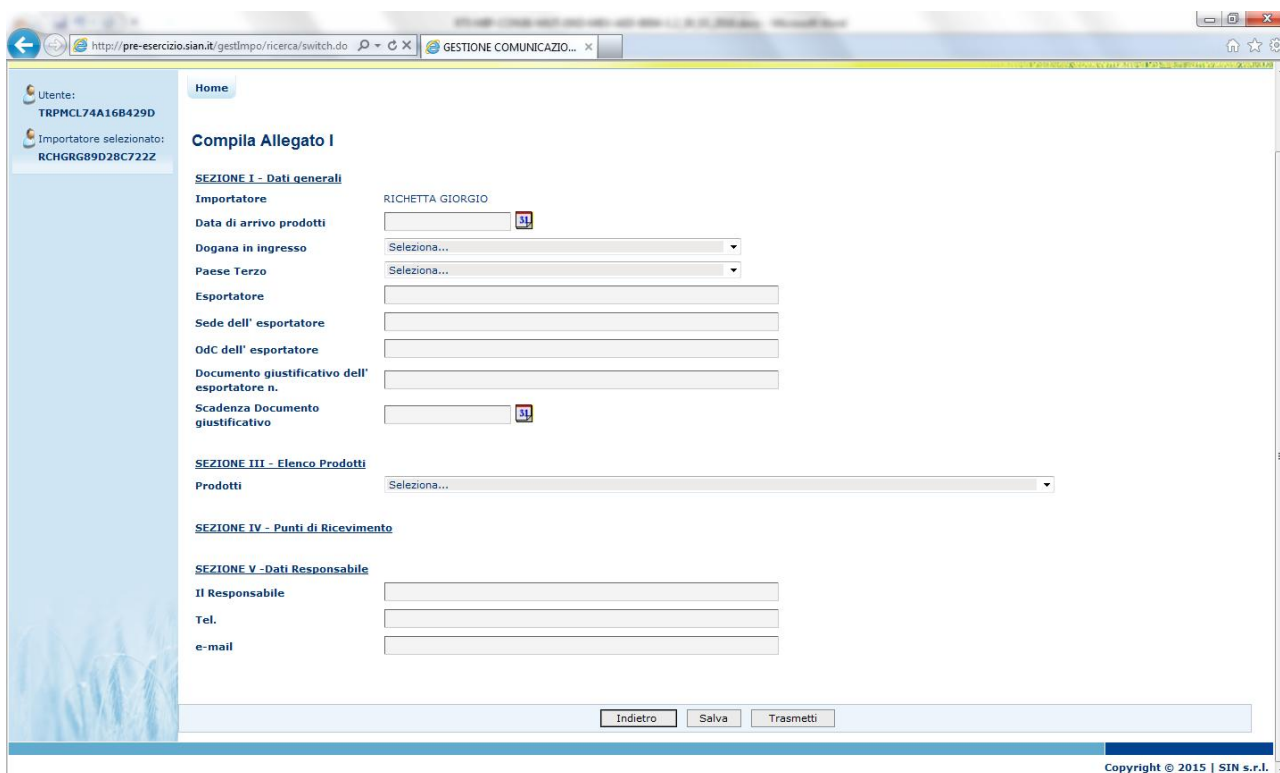 http://pre-esercizio.sian.it/gestImpo/ricerca/switch.do
GESTIONE COMUNICAZIO...
Utente:
TRPMCL74A16B429D
Importatore selezionato:
RCHGRG89D28C722Z
Home
Compila Allegato I
SEZIONE I - Dati generali
Importatore RICHETTA GIORGIO
Data di arrivo prodotti
Dogana in ingresso Seleziona...
Paese Terzo Seleziona...
Esportatore
Sede dell' esportatore
OdC dell' esportatore
Documento giustificativo dell'
esportatore n.
Scadenza Documento
giustificativo
SEZIONE III - Elenco Prodotti
Prodotti Seleziona...
SEZIONE IV - Punti di Ricevimento
SEZIONE V -Dati Responsabile
Il Responsabile
Tel.
e-mail
Indietro Salva Trasmetti
Copyright © 2015 | SIN s.r.l.